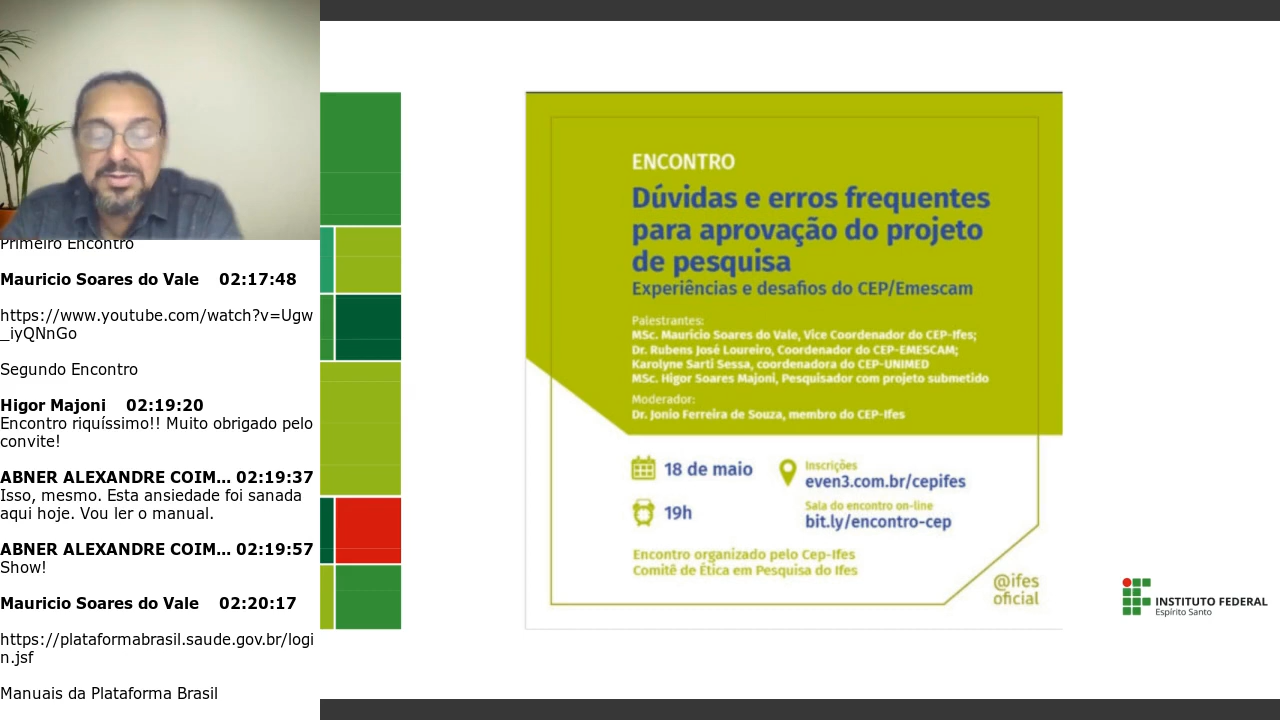 Primeiro Encontro
Mauricio Soares do Vale 02:17:48
https://www.youtube.com/watch?v=Ugw
_iyQNnGo
Segundo Encontro
Higor Majoni 02:19:20
Encontro riquíssimo!! Muito obrigado pelo
convite!
ABNER ALEXANDRE COIM... 02:19:37
Isso, mesmo. Esta ansiedade foi sanada
aqui hoje. Vou ler o manual.
ABNER ALEXANDRE COIM... 02:19:57
Show!
Mauricio Soares do Vale 02:20:17
https://plataformabrasil.saude.gov.br/logi
n.jsf
Manuais da Plataforma Brasil
ENCONTRO
Dúvidas e erros frequentes
para aprovação do projeto
de pesquisa
Experiências e desafios do CEP/Emescam
Palestrantes:
MSc. Mauricio Soares do Vale, Vice Coordenador do CEP-Ifes;
Dr. Rubens José Loureiro, Coordenador do CEP-EMESCAM;
Karolyne Sarti Sessa, coordenadora do CEP-UNIMED
MSc. Higor Soares Majoni, Pesquisador com projeto submetido
Moderador:
Dr. Jonio Ferreira de Souza, membro do CEP-Ifes
18 de maio
19h
Inscrições
even3.com.br/cepifes
Sala do encontro on-line
bit.ly/encontro-cep
Encontro organizado pelo Cep-Ifes
Comitê de Ética em Pesquisa do Ifes
@ifes
oficial
INSTITUTO FEDERAL
Espírito Santo